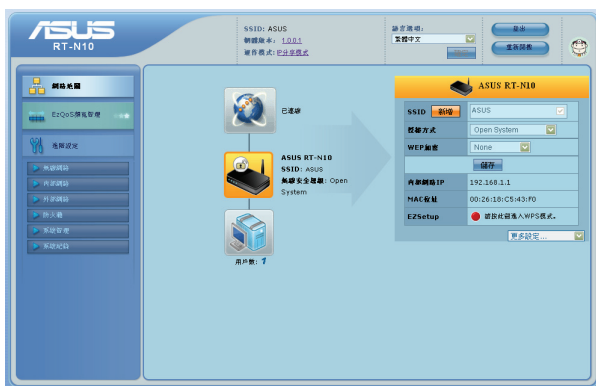 ASUS
RT-N10
SSID: ASUS
韌體版本: 1.0.0.1
運作模式: IP分享模式
語言選項:
繁體中文
登出
重新開機
網路地圖
EzQoS頻寬管理
進階設定
無線網路
內部網路
外部網路
防火牆
系統管理
系統紀錄
已連線
ASUS RT-N10
SSID: ASUS
無線安全層級: Open
System
用戶數: 1
ASUS RT-N10
SSID 新增 ASUS
授權方式 Open System
WEP加密 None
儲存
內部網路IP 192.168.1.1
MAC位址 00:26:18:C5:43:F0
EZSetup 請按此鈕進入WPS模式。
更多設定...